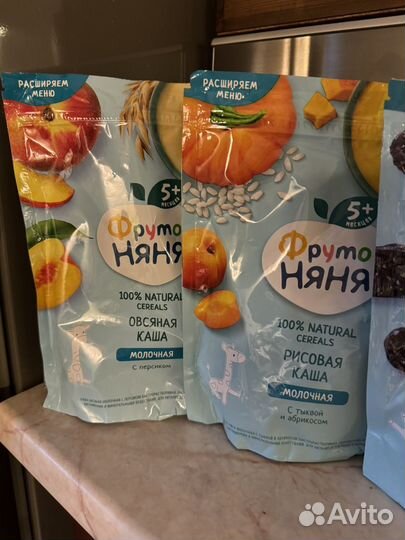 РАСШИРЯЕМ
МЕНЮ
5+
МЕСЯЦЕВ
Фруто
НЯНЯ
100% NATURAL
CEREALS
ОВСЯНАЯ
КАША
МОЛОЧНАЯ
с персиком
РАСШИРЯЕМ
МЕНЮ
5+
МЕСЯЦЕВ
Фруто
НЯНЯ
100% NATURAL
CEREALS
РИСОВАЯ
КАША
МОЛОЧНАЯ
с тыквой
и абрикосом
Avito